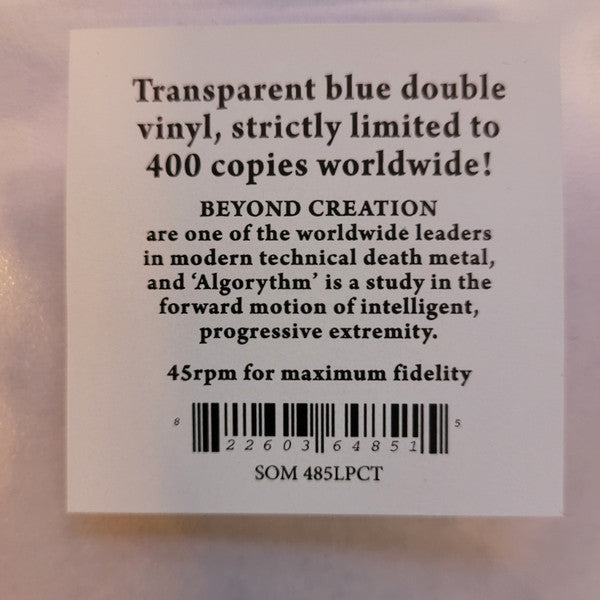 Transparent blue double
vinyl, strictly limited to
400 copies worldwide!
BEYOND CREATION
are one of the worldwide leaders
in modern technical death metal,
and ‘Algorythm’ is a study in the
forward motion of intelligent,
progressive extremity.
45rpm for maximum fidelity
8 22603 64851 5
SOM 485LPCT